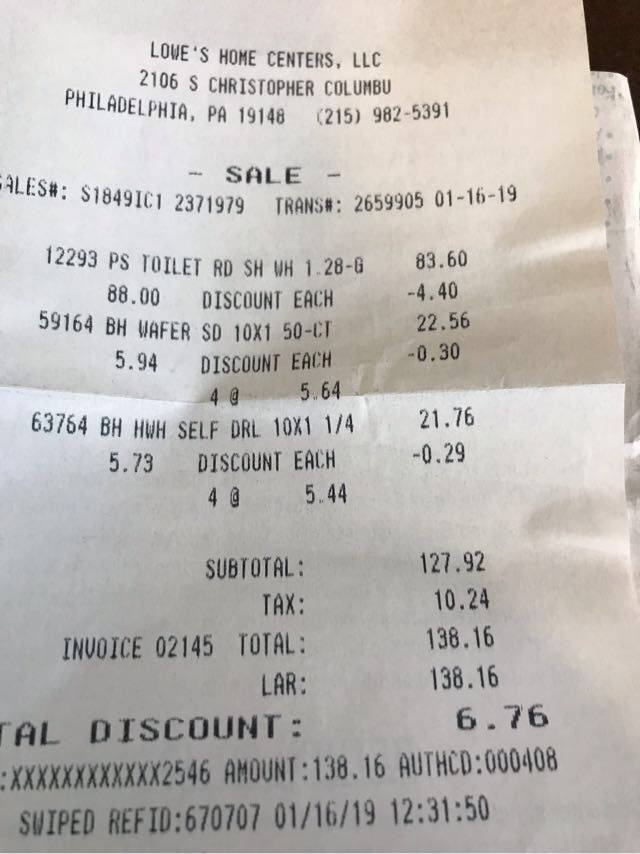 LOWE'S HOME CENTERS, LLC
2106 S CHRISTOPHER COLUMBU
PHILADELPHIA, PA 19148 (215) 982-5391
- SALE -
SALES#: S1849IC1 2371979 TRANS#: 2659905 01-16-19
12293 PS TOILET RD SH WH 1.28-G 83.60
88.00 DISCOUNT EACH -4.40
59164 BH WAFER SD 10X1 50-CT 22.56
5.94 DISCOUNT EACH -0.30
4 @ 5.64
63764 BH HWH SELF DRL 10X1 1/4 21.76
5.73 DISCOUNT EACH -0.29
4 @ 5.44
SUBTOTAL: 127.92
TAX: 10.24
INVOICE 02145 TOTAL: 138.16
LAR: 138.16
TAL DISCOUNT: 6.76
:XXXXXXXXXXXX2546 AMOUNT:138.16 AUTHCD:000408
SWIPED REFID:670707 01/16/19 12:31:50